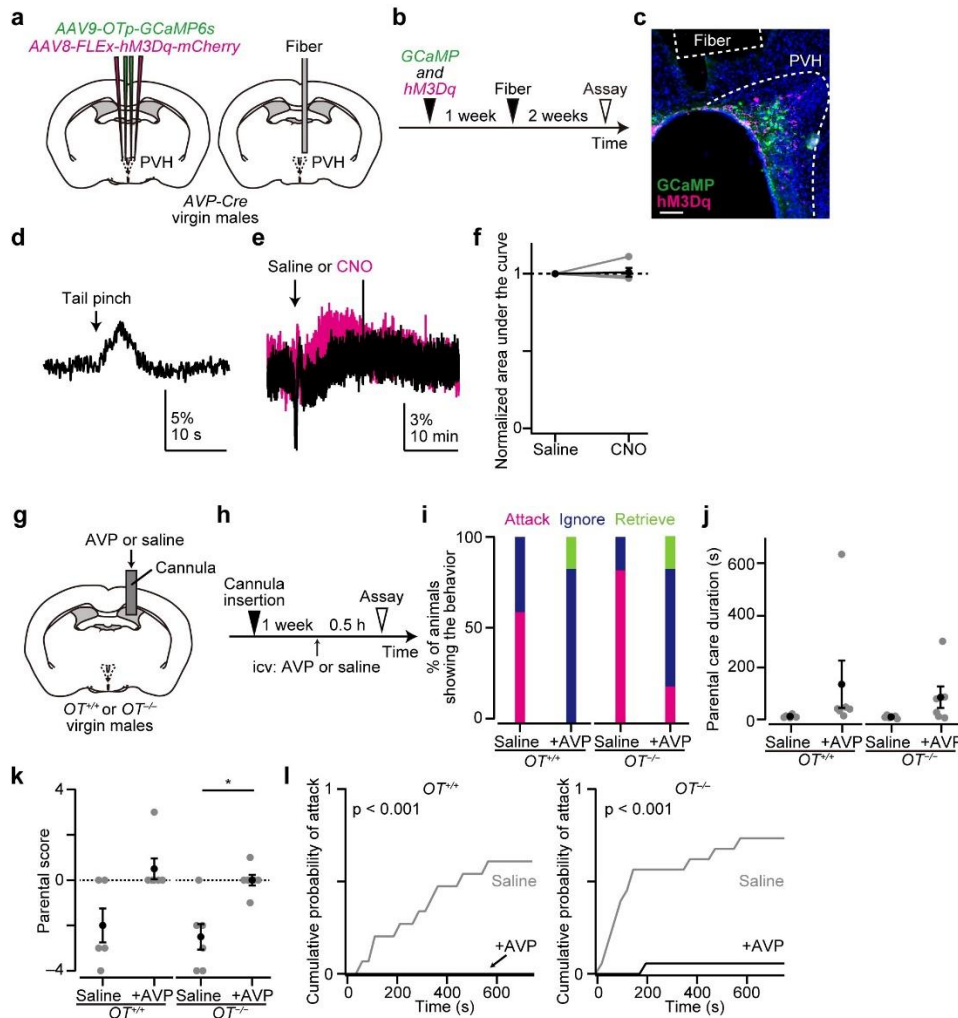 a
AAV9-OTp-GCaMP6s
AAV8-FLEx-hM3Dq-mCherry
Fiber
PVH
PVH
AVP-Cre
virgin males
b
GCaMP
and
hM3Dq
Fiber
Assay
1 week
2 weeks
Time
c
Fiber
PVH
GCaMP
hM3Dq
d
Tail pinch
5%
10 s
e
Saline or CNO
3%
10 min
f
Normalized area under the curve
1
0
Saline
CNO
g
AVP or saline
Cannula
OT+/+ or OT−/−
virgin males
h
Cannula
insertion
Assay
1 week
0.5 h
Time
icv: AVP or saline
i
Attack Ignore Retrieve
% of animals
showing the behavior
100
50
0
Saline +AVP Saline +AVP
OT+/+ OT−/−
j
Parental care duration (s)
600
400
200
0
Saline +AVP Saline +AVP
OT+/+ OT−/−
k
Parental score
4
0
−4
*
Saline +AVP Saline +AVP
OT+/+ OT−/−
l
OT+/+
p < 0.001
Cumulative probability of attack
1
0
Saline
+AVP
0 200 400 600
Time (s)
OT−/−
p < 0.001
Cumulative probability of attack
1
0
Saline
+AVP
0 200 400 600
Time (s)